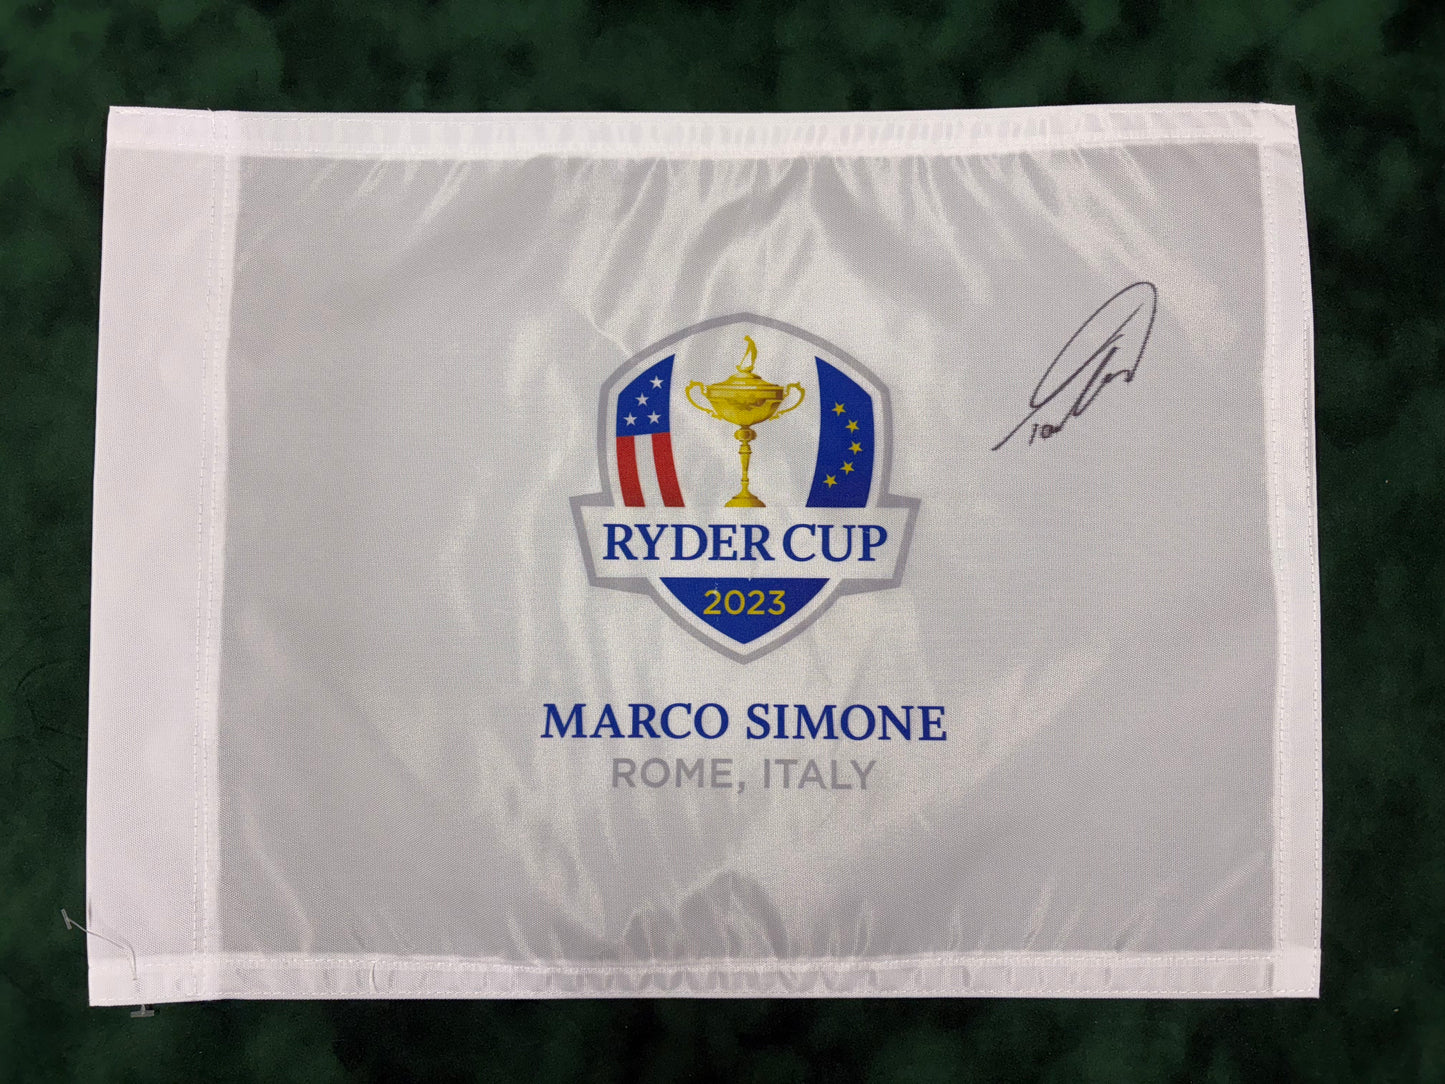 RYDER CUP
2023
MARCO SIMONE
ROME, ITALY